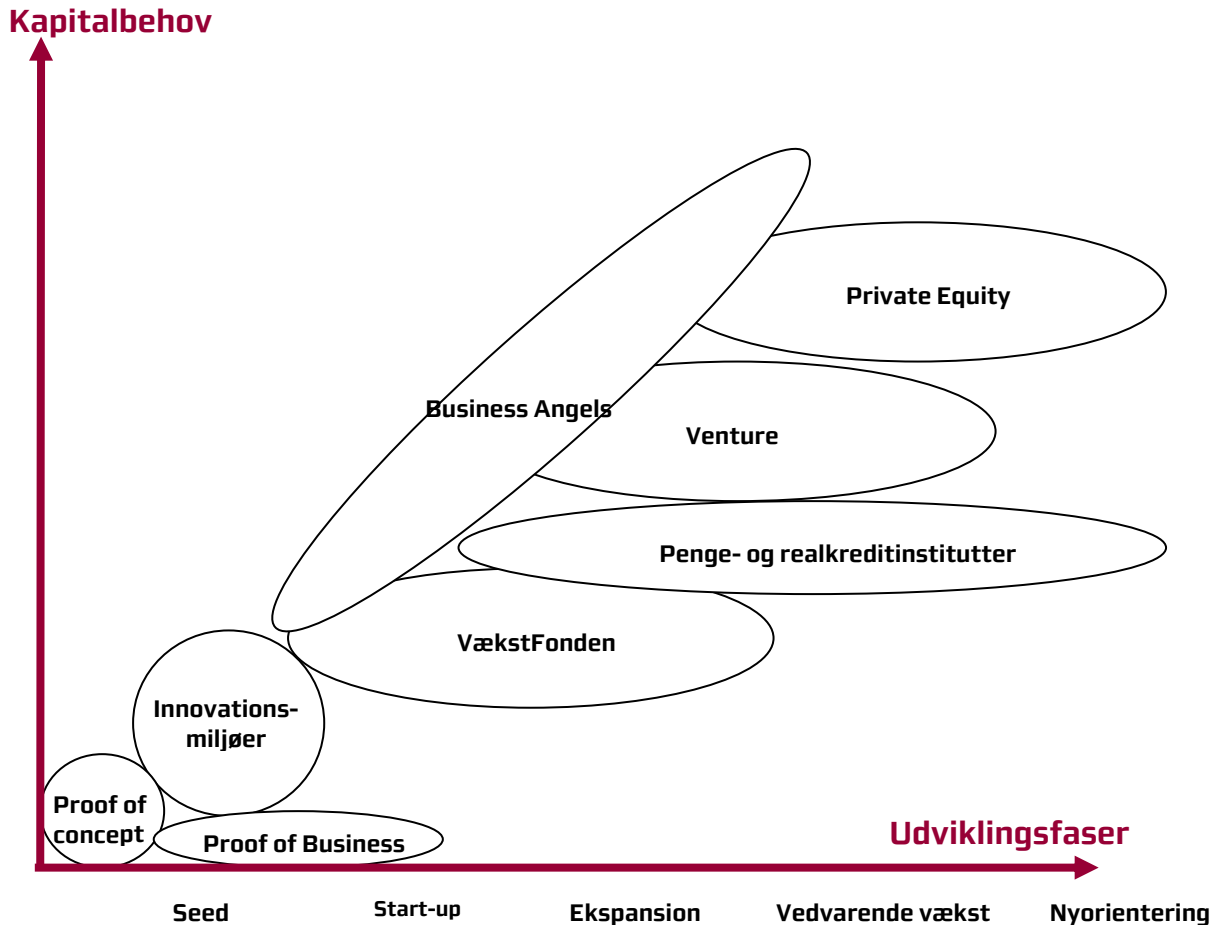 Kapitalbehov
Private Equity
Business Angels
Venture
Penge- og realkreditinstitutter
VækstFonden
Innovations-
miljøer
Proof of
concept
Proof of Business
Udviklingsfaser
Seed
Start-up
Ekspansion
Vedvarende vækst
Nyorientering